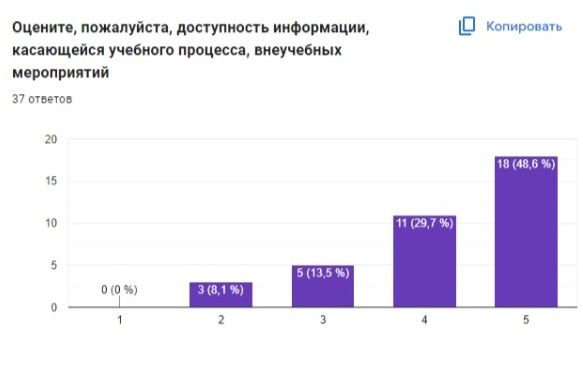 Оцените, пожалуйста, доступность информации,
касающейся учебного процесса, внеучебных
мероприятий
Копировать
37 ответов
20
15
10
5
0
0 (0 %)
3 (8,1 %)
5 (13,5 %)
11 (29,7 %)
18 (48,6 %)
1 2 3 4 5